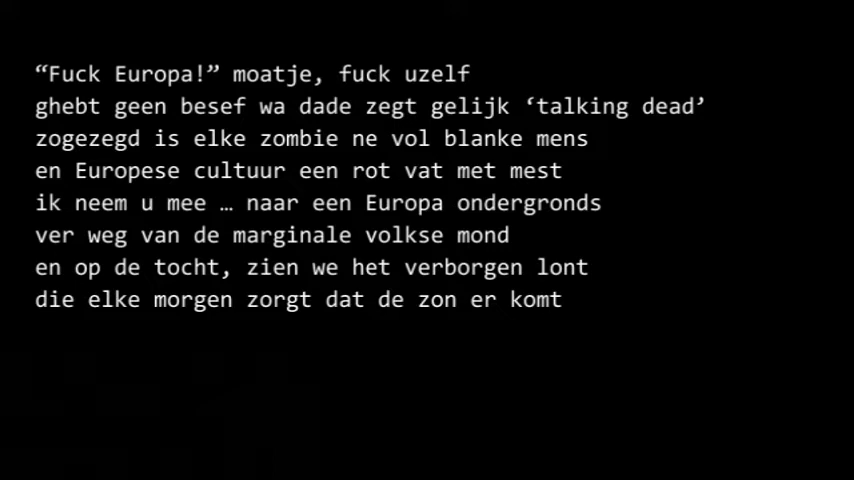 “Fuck Europa!” moatje, fuck uzelf
ghebt geen besef wa dade zegt gelijk ‘talking dead’
zogezegd is elke zombie ne vol blanke mens
en Europese cultuur een rot vat met mest
ik neem u mee … naar een Europa ondergronds
ver weg van de marginale volkse mond
en op de tocht, zien we het verborgen lont
die elke morgen zorgt dat de zon er komt